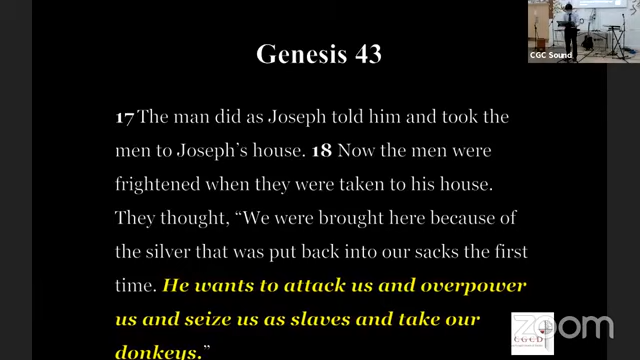 CGC Sound
Genesis 43
17 The man did as Joseph told him and took the
men to Joseph's house. 18 Now the men were
frightened when they were taken to his house.
They thought, “We were brought here because of
the silver that was put back into our sacks the first
time. He wants to attack us and overpower
us and seize us as slaves and take our
donkeys.”
zoom
CGCD